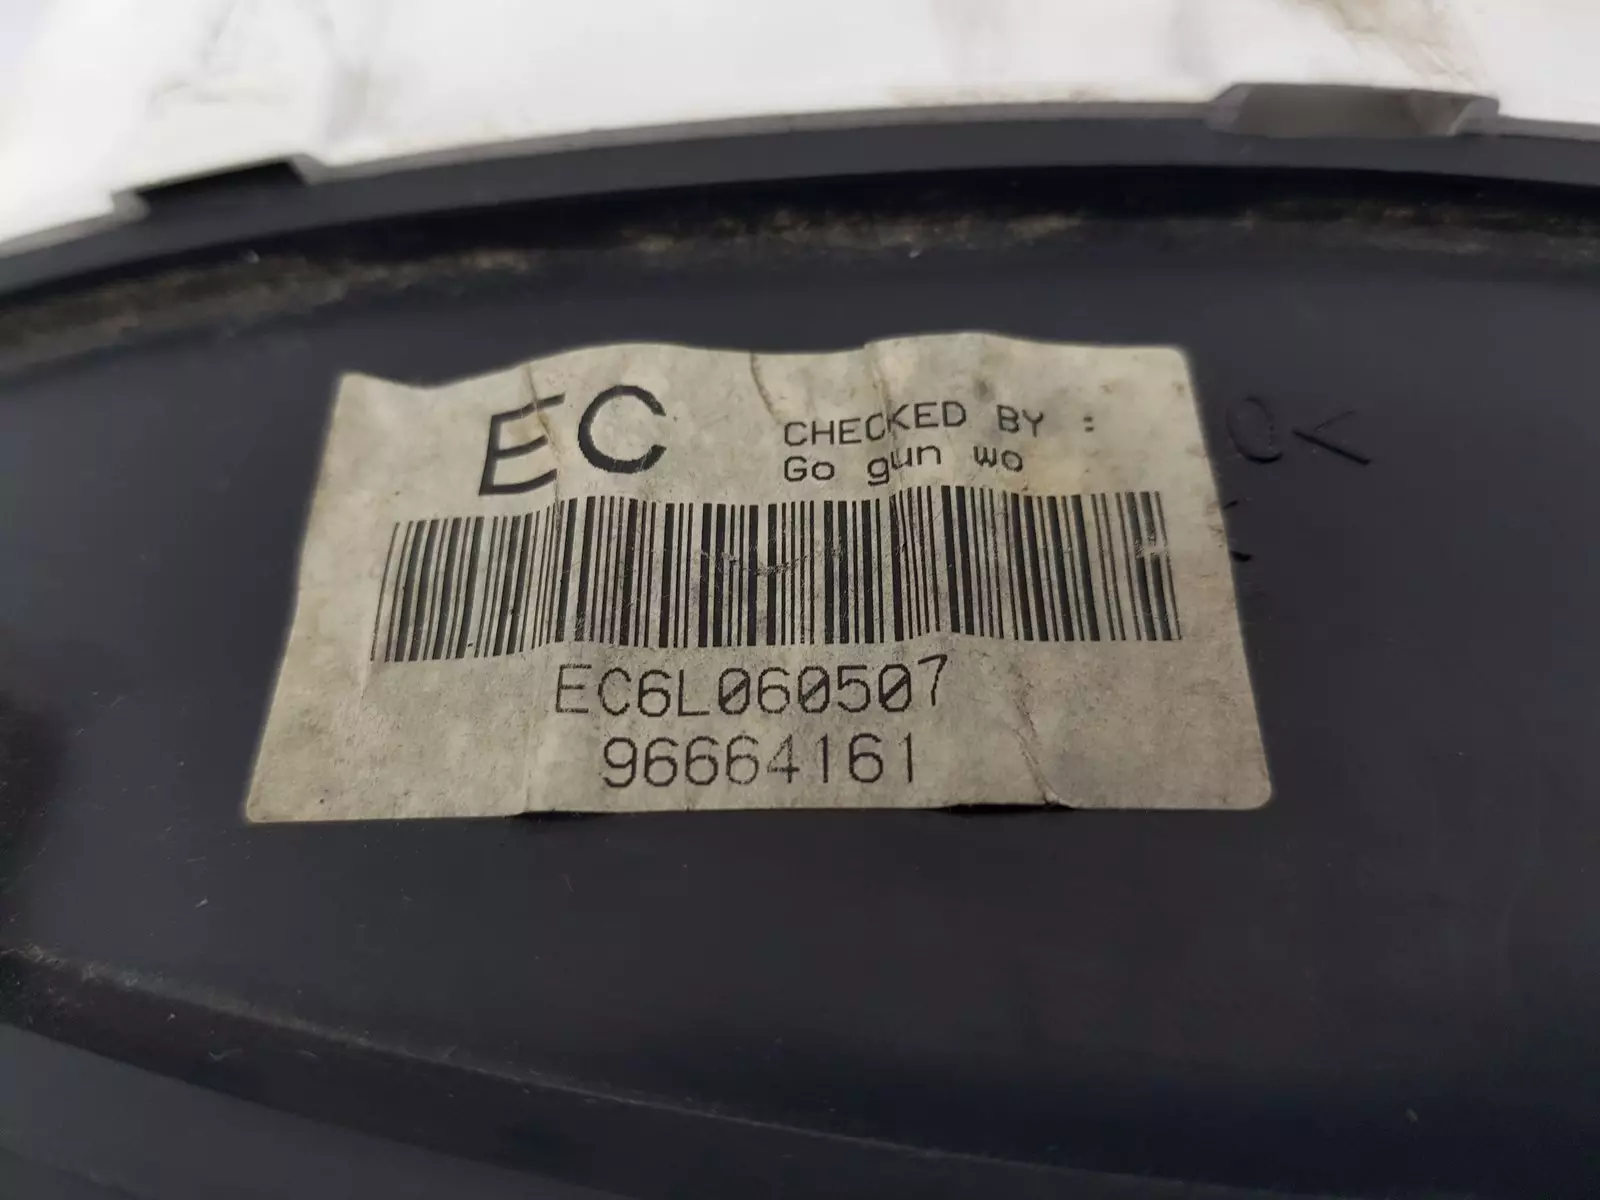 EC
CHECKED BY :
Go gun wo
EC6L060507
96664161